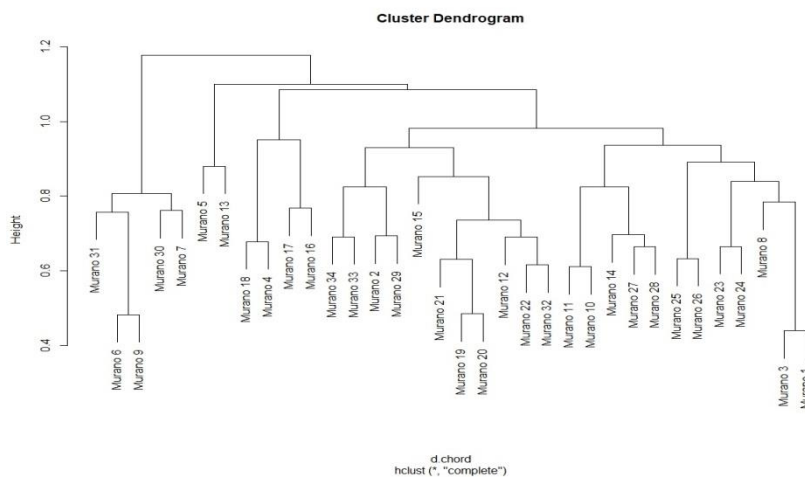 Cluster Dendrogram
Height
1.2
1.0
0.8
0.6
0.4
Murano 31
Murano 6
Murano 9
Murano 30
Murano 7
Murano 5
Murano 13
Murano 18
Murano 4
Murano 17
Murano 16
Murano 34
Murano 33
Murano 2
Murano 29
Murano 15
Murano 21
Murano 19
Murano 20
Murano 12
Murano 22
Murano 32
Murano 11
Murano 10
Murano 14
Murano 27
Murano 28
Murano 25
Murano 26
Murano 23
Murano 24
Murano 8
Murano 3
Murano 1
d.chord
hclust (*, "complete")